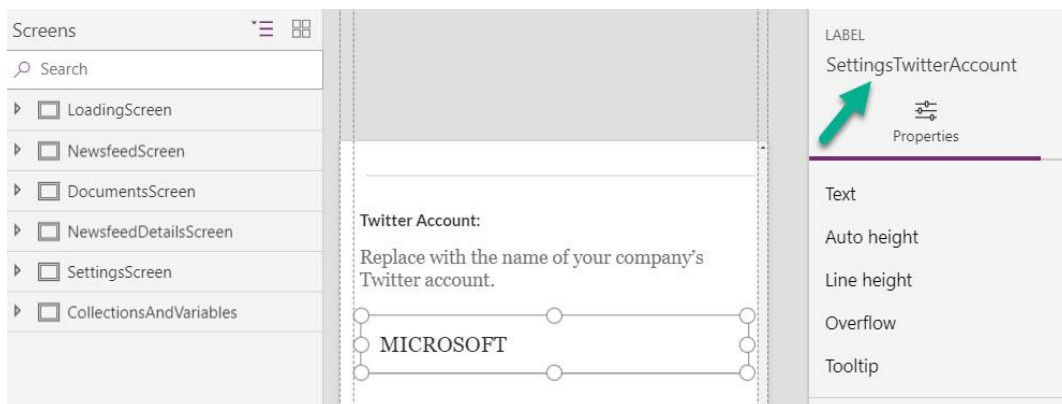 Screens
Search
LoadingScreen
NewsfeedScreen
DocumentsScreen
NewsfeedDetailsScreen
SettingsScreen
CollectionsAndVariables
Twitter Account:
Replace with the name of your company’s
Twitter account.
MICROSOFT
LABEL
SettingsTwitterAccount
Properties
Text
Auto height
Line height
Overflow
Tooltip